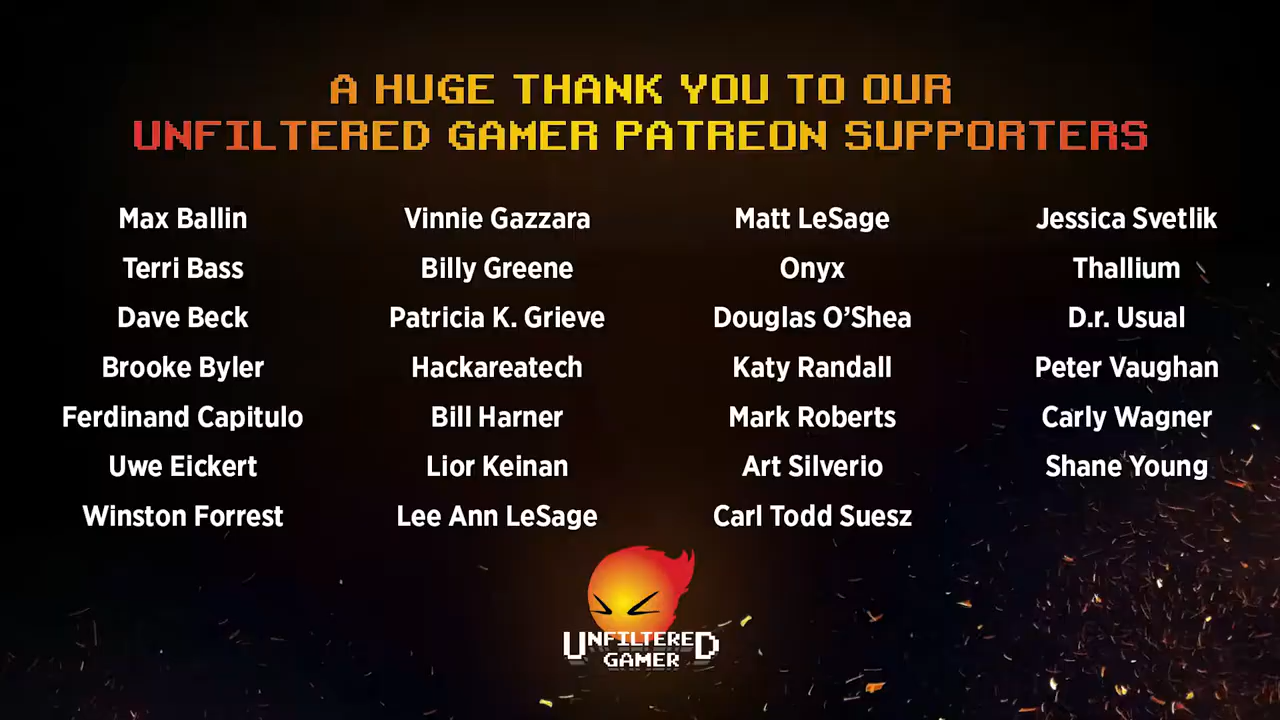 A HUGE THANK YOU TO OUR
UNFILTERED GAMER PATREON SUPPORTERS
Max Ballin
Terri Bass
Dave Beck
Brooke Byler
Ferdinand Capitulo
Uwe Eickert
Winston Forrest
Vinnie Gazzara
Billy Greene
Patricia K. Grieve
Hackareatech
Bill Harner
Lior Keinan
Lee Ann LeSage
Matt LeSage
Onyx
Douglas O’Shea
Katy Randall
Mark Roberts
Art Silverio
Carl Todd Suesz
Jessica Svetlik
Thallium
D.r. Usual
Peter Vaughan
Carly Wagner
Shane Young
UNFILTERED
GAMER